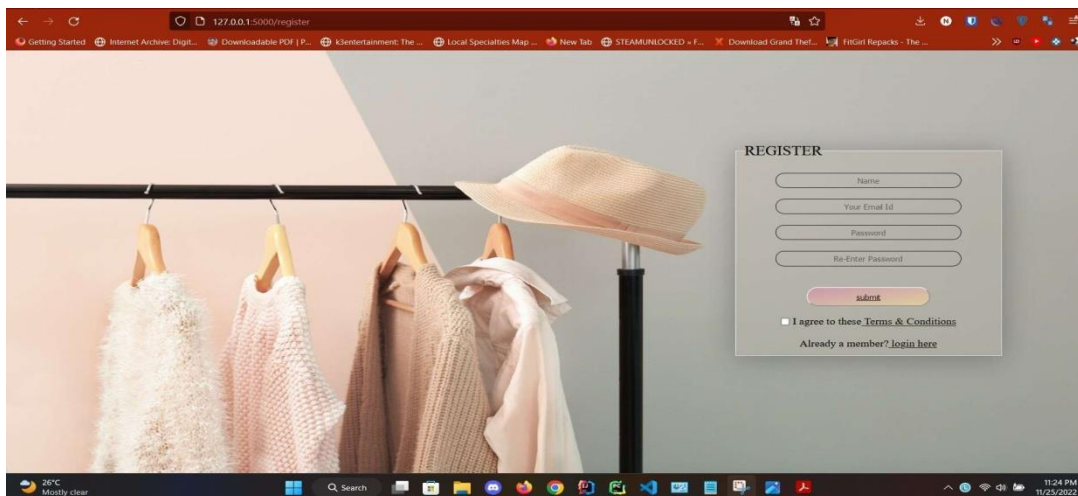 127.0.0.1:5000/register
Getting Started
Internet Archive: Digit...
Downloadable PDF | P...
k3entertainment: The ...
Local Specialties Map ...
New Tab
STEAMUNLOCKED » F...
Download Grand Thef...
FitGirl Repacks - The ...
REGISTER
Name
Your Email Id
Password
Re-Enter Password
submit
I agree to these Terms & Conditions
Already a member? login here
26°C
Mostly clear
Search
11:24 PM
11/25/2022